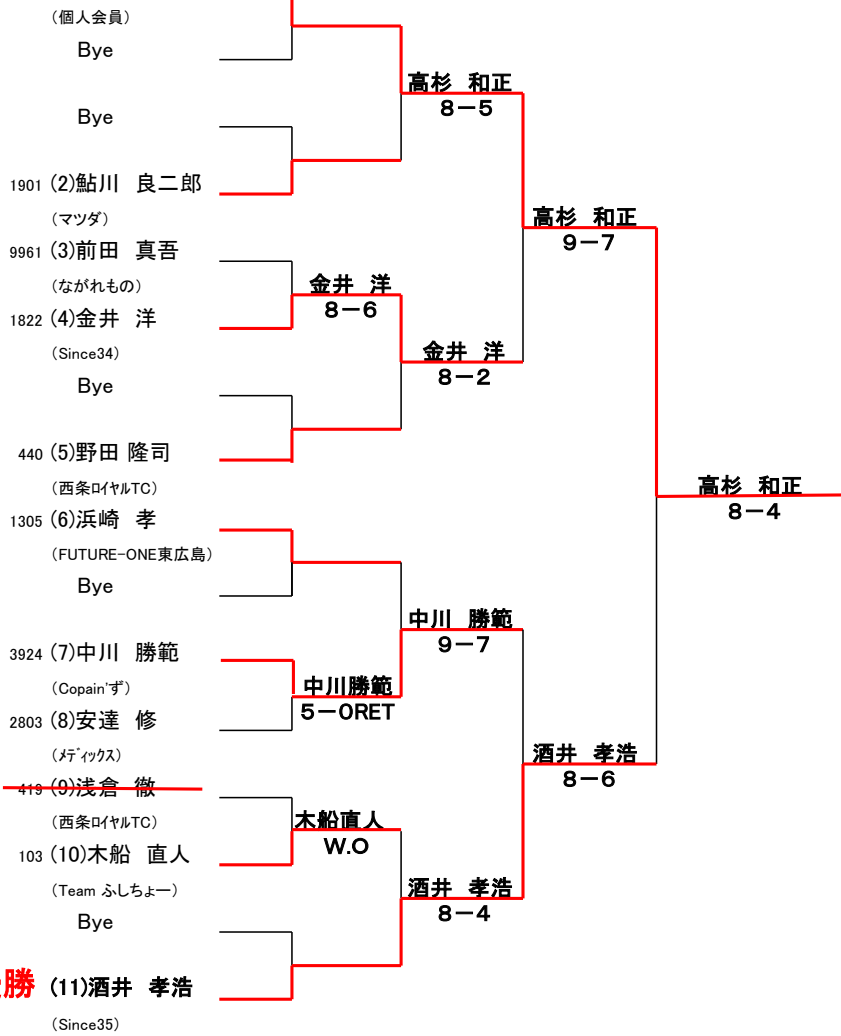 （個人会員）
Bye
高杉　和正
8－5
Bye
1901 (2)鮎川　良二郎
（マツダ）
高杉　和正
9－7
9961 (3)前田　真吾
（ながれもの）
金井　洋
8－6
1822 (4)金井　洋
（Since34）
金井　洋
8－2
Bye
440 (5)野田 隆司
（西条ロイヤルTC）
高杉　和正
8－4
1305 (6)浜崎　孝
（FUTURE-ONE東広島）
Bye
中川　勝範
9－7
3924 (7)中川　勝範
（Copain'ず）
中川勝範
5－0RET
2803 (8)安達　修
（メディックス）
酒井　孝浩
8－6
419 (9)浅倉　徹
（西条ロイヤルTC）
木船直人
W.O
103 (10)木船　直人
（Team ふしちょー）
酒井　孝浩
8－4
Bye
勝 (11)酒井　孝浩
（Since35）